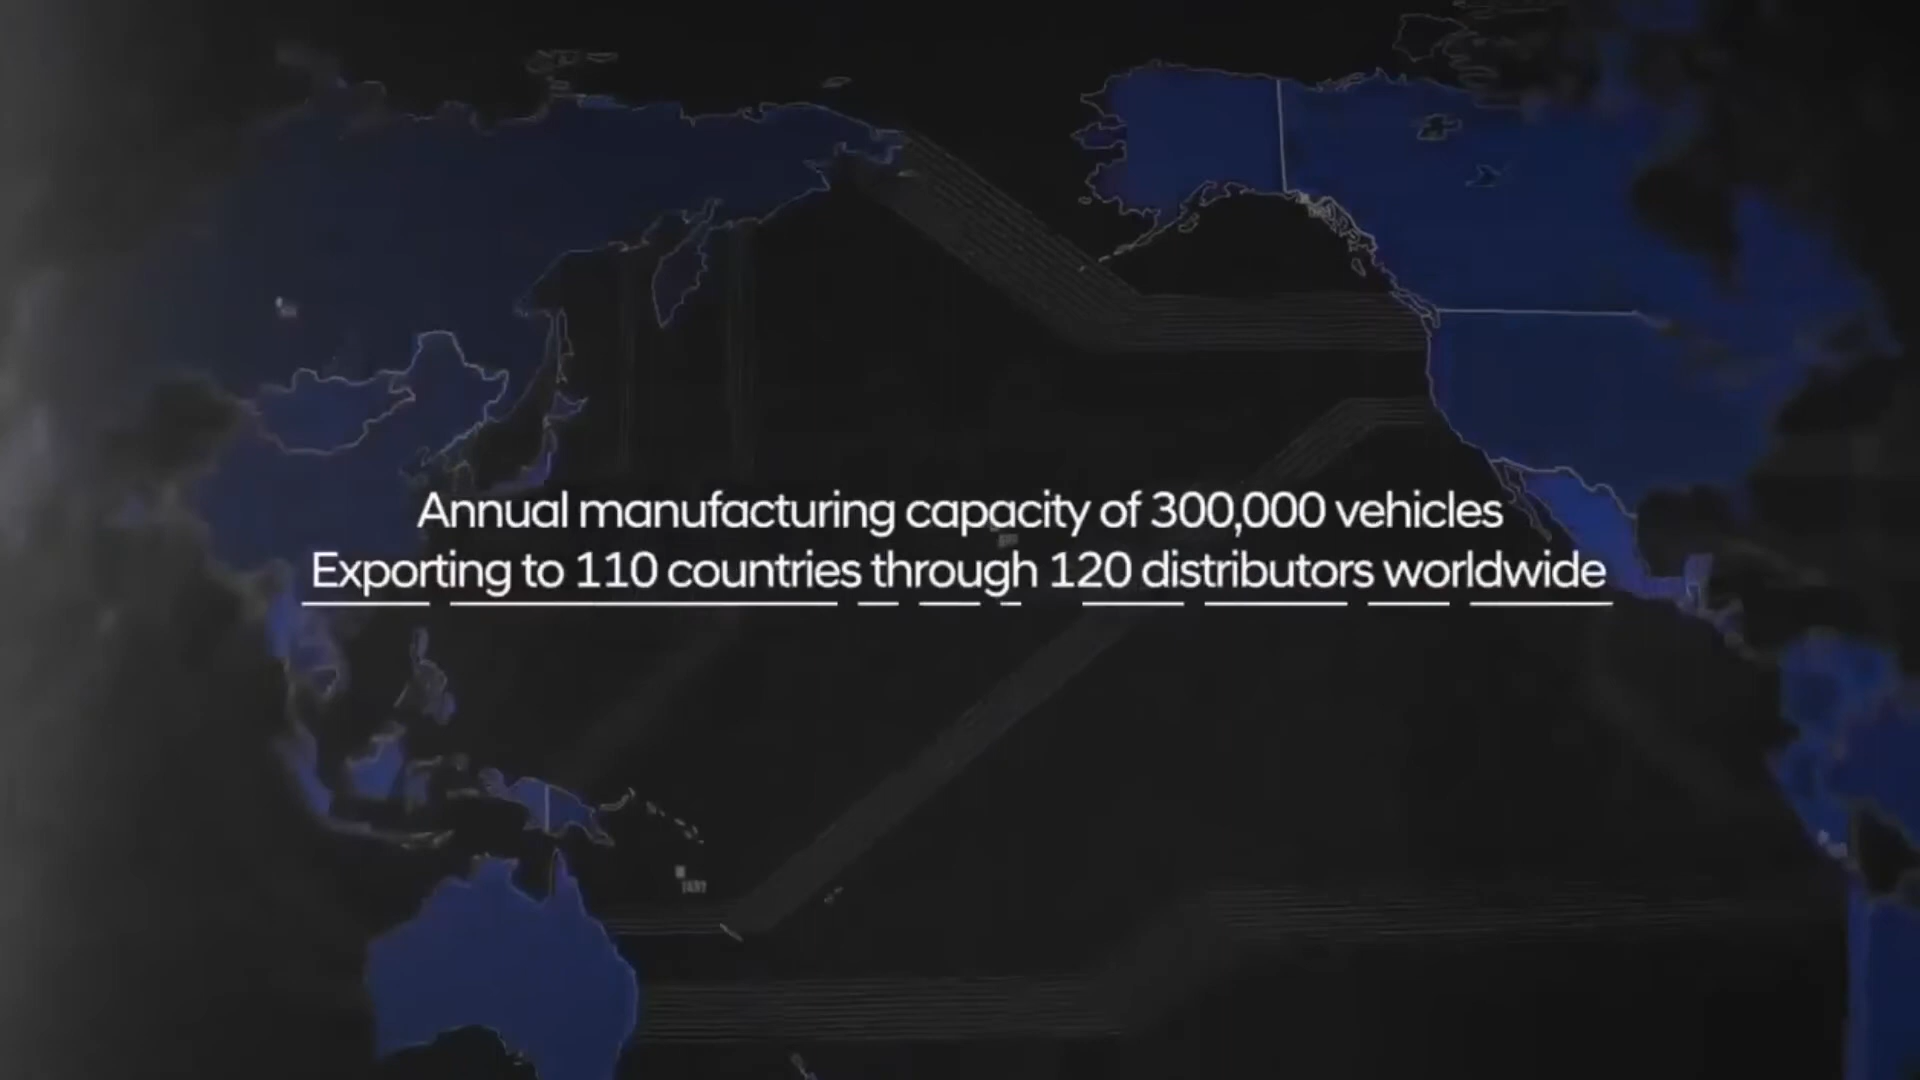 Annual manufacturing capacity of 300,000 vehicles
Exporting to 110 countries through 120 distributors worldwide